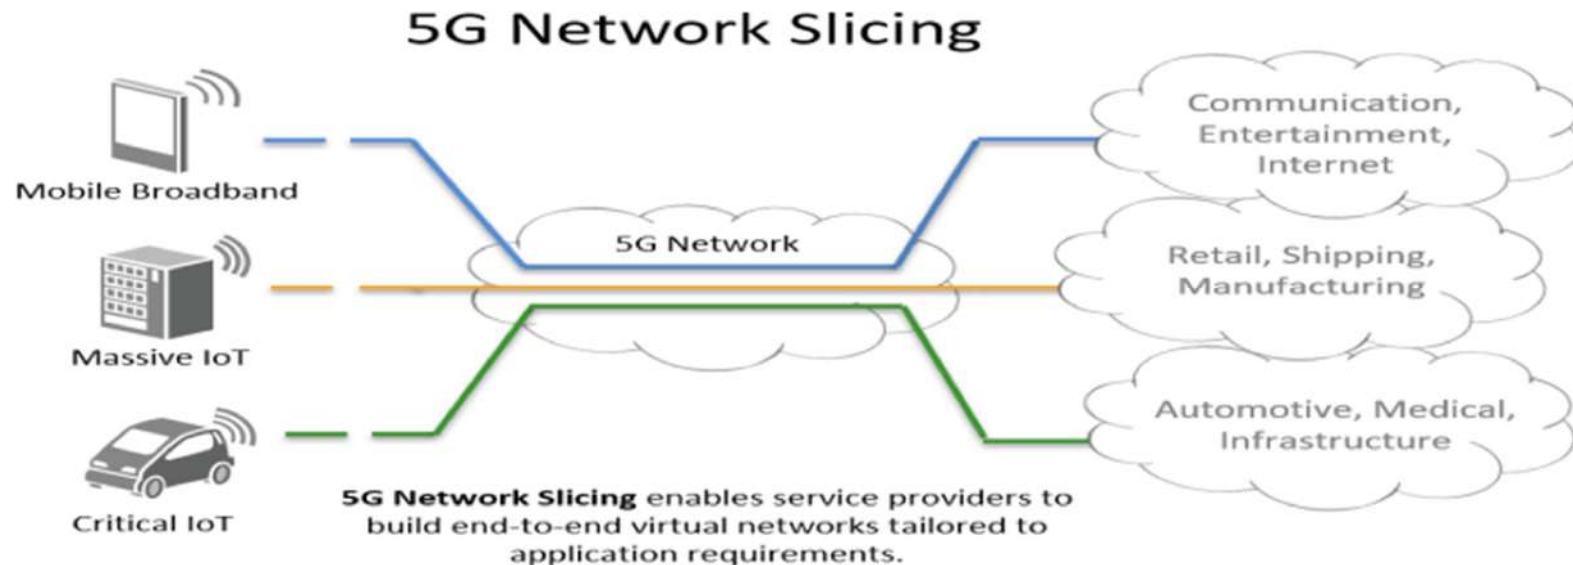 5G Network Slicing
Mobile Broadband
Massive IoT
Critical IoT
5G Network
Communication,
Entertainment,
Internet
Retail, Shipping,
Manufacturing
Automotive, Medical,
Infrastructure
5G Network Slicing enables service providers to
build end-to-end virtual networks tailored to
application requirements.